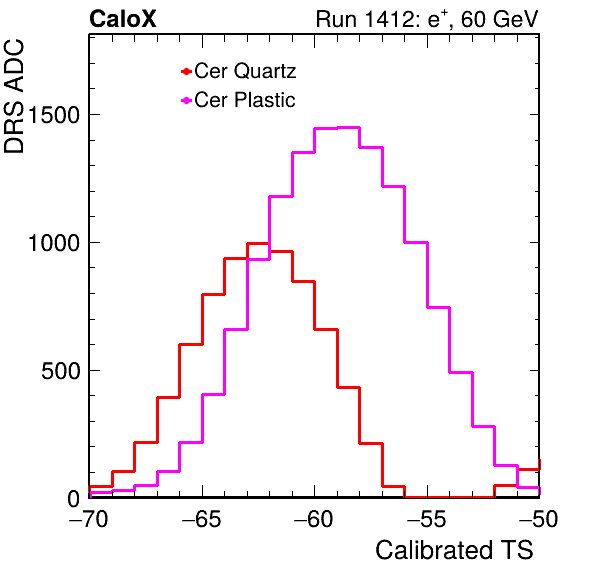 CaloX Run 1412: e⁺, 60 GeV
DRS ADC
Cer Quartz
Cer Plastic
1500
1000
500
0
−70 −65 −60 −55 −50
Calibrated TS